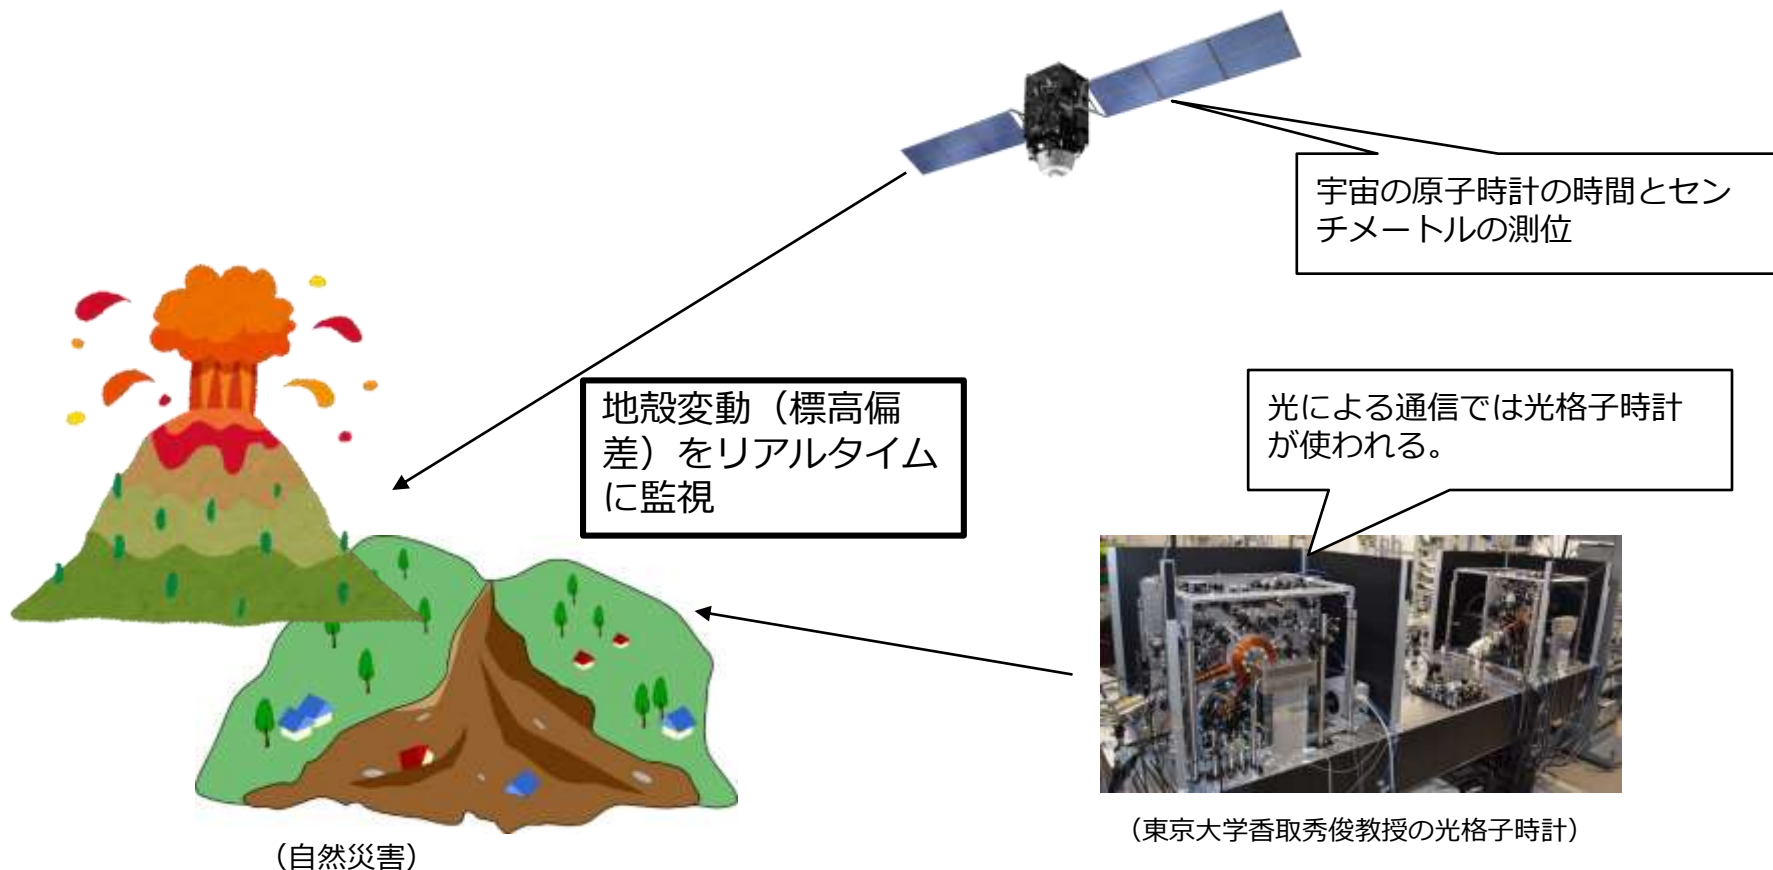 宇宙の原子時計の時間とセン
チメートルの測位
地殻変動（標高偏
差）をリアルタイム
に監視
光による通信では光格子時計
が使われる。
（東京大学香取秀俊教授の光格子時計）
（自然災害）